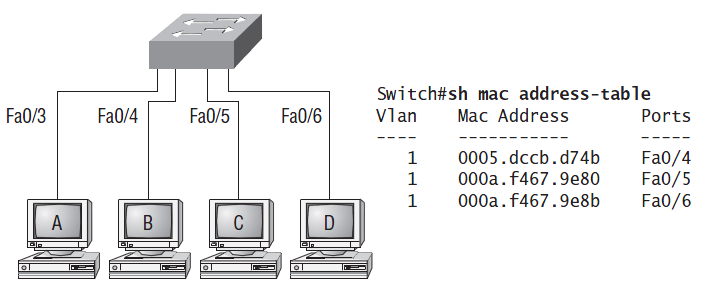 Fa0/3 Fa0/4 Fa0/5 Fa0/6
A B C D
Switch#sh mac address-table
Vlan Mac Address Ports
---- ----------- -----
1 0005.dccb.d74b Fa0/4
1 000a.f467.9e80 Fa0/5
1 000a.f467.9e8b Fa0/6